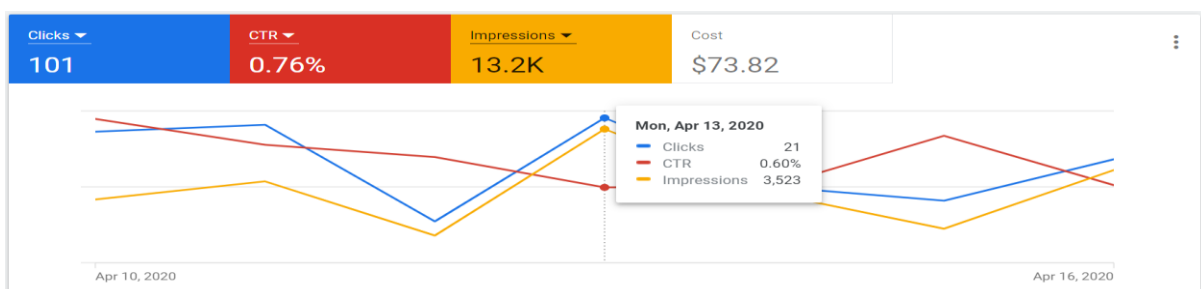 Clicks CTR Impressions Cost
101 0.76% 13.2K $73.82
Mon, Apr 13, 2020
Clicks 21
CTR 0.60%
Impressions 3,523
Apr 10, 2020 Apr 16, 2020